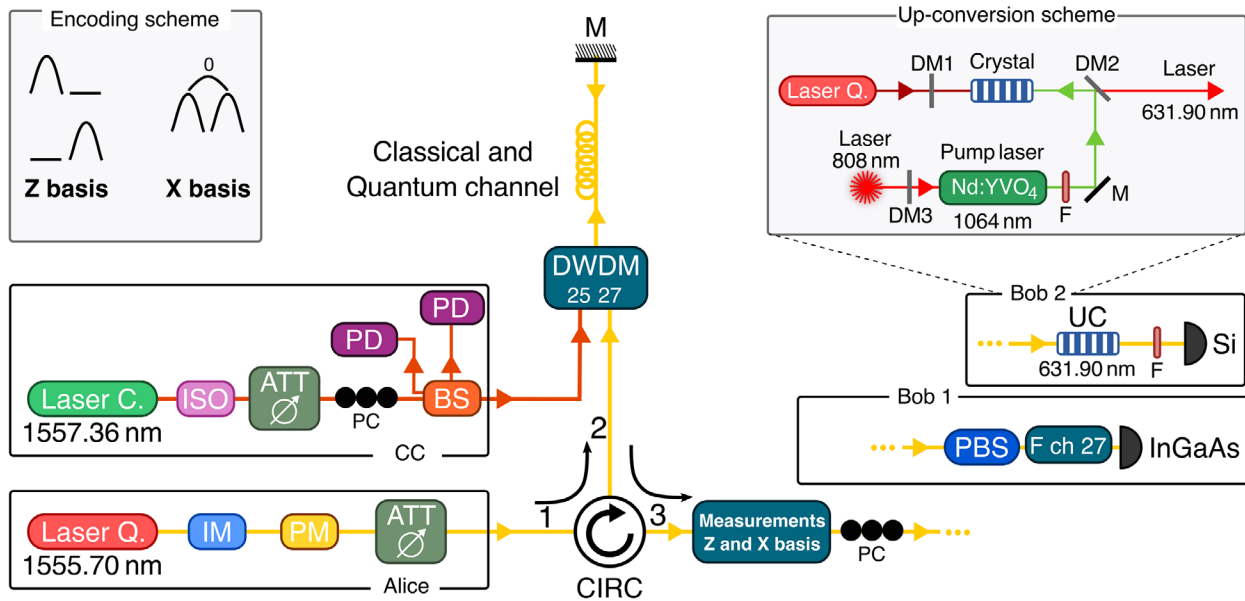 Encoding scheme
0
Z basis
X basis
M
Classical and
Quantum channel
DWDM
25 27
Up-conversion scheme
Laser Q.
DM1
Crystal
DM2
Laser
631.90 nm
Laser
808 nm
DM3
Pump laser
Nd:YVO₄
1064 nm
F
M
PD
PD
Laser C.
1557.36 nm
ISO
ATT
PC
BS
CC
Bob 2
UC
631.90 nm
F
Si
Bob 1
PBS
F ch 27
InGaAs
Laser Q.
1555.70 nm
IM
PM
ATT
Alice
1
2
3
CIRC
Measurements
Z and X basis
PC